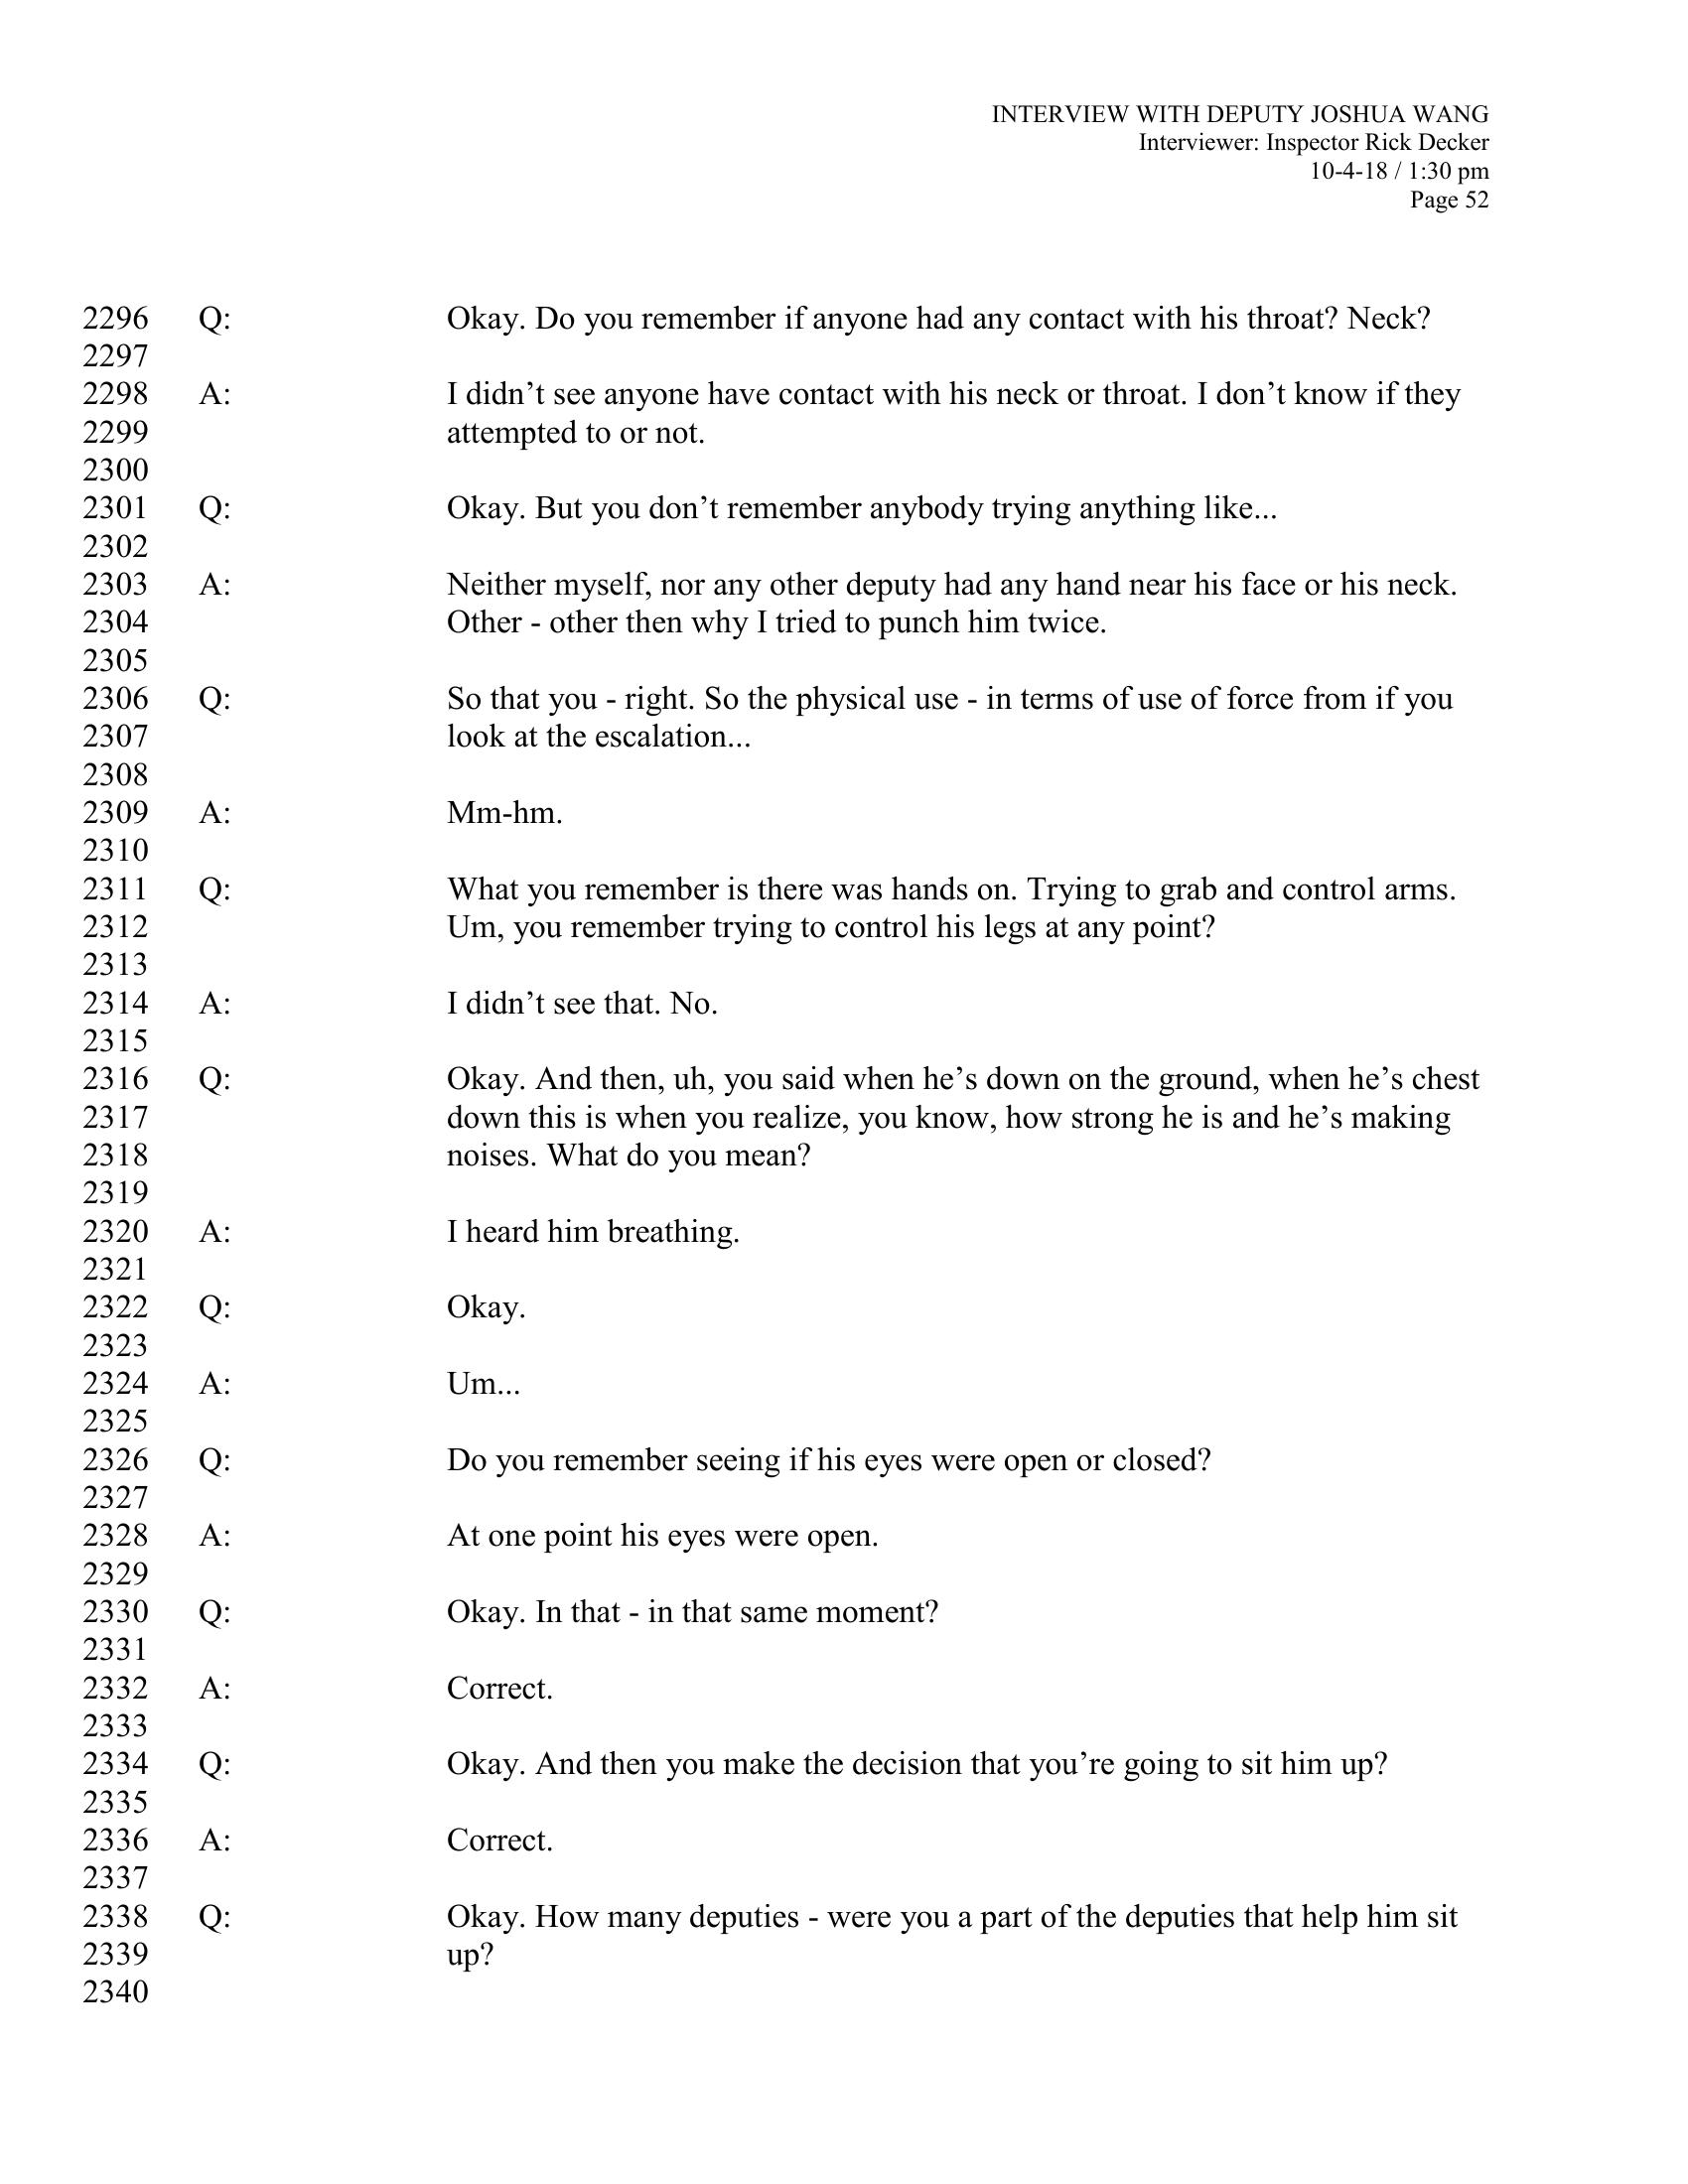 INTERVIEW WITH DEPUTY JOSHUA WANG
Interviewer: Inspector Rick Decker
10-4-18 / 1:30 pm
Page 52
2296 Q: Okay. Do you remember if anyone had any contact with his throat? Neck?
2297
2298 A: I didn’t see anyone have contact with his neck or throat. I don’t know if they
2299 attempted to or not.
2300
2301 Q: Okay. But you don’t remember anybody trying anything like...
2302
2303 A: Neither myself, nor any other deputy had any hand near his face or his neck.
2304 Other - other then why I tried to punch him twice.
2305
2306 Q: So that you - right. So the physical use - in terms of use of force from if you
2307 look at the escalation...
2308
2309 A: Mm-hm.
2310
2311 Q: What you remember is there was hands on. Trying to grab and control arms.
2312 Um, you remember trying to control his legs at any point?
2313
2314 A: I didn’t see that. No.
2315
2316 Q: Okay. And then, uh, you said when he’s down on the ground, when he’s chest
2317 down this is when you realize, you know, how strong he is and he’s making
2318 noises. What do you mean?
2319
2320 A: I heard him breathing.
2321
2322 Q: Okay.
2323
2324 A: Um...
2325
2326 Q: Do you remember seeing if his eyes were open or closed?
2327
2328 A: At one point his eyes were open.
2329
2330 Q: Okay. In that - in that same moment?
2331
2332 A: Correct.
2333
2334 Q: Okay. And then you make the decision that you’re going to sit him up?
2335
2336 A: Correct.
2337
2338 Q: Okay. How many deputies - were you a part of the deputies that help him sit
2339 up?
2340